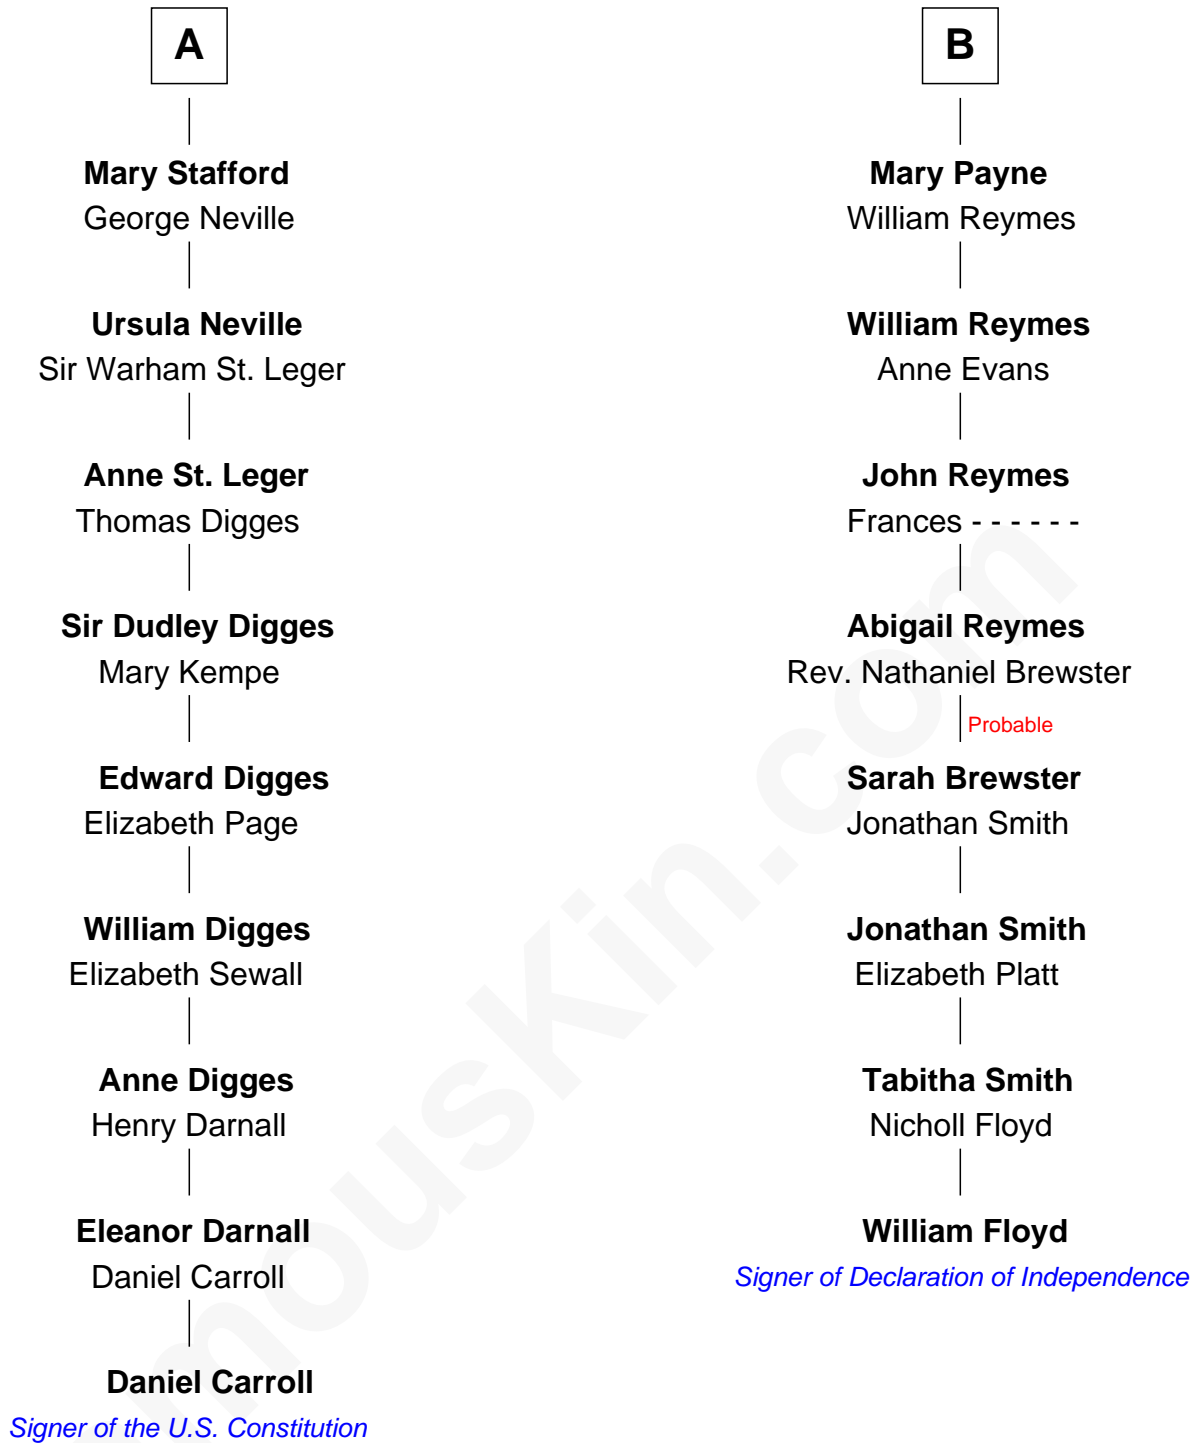 A
Mary Stafford
George Neville
Ursula Neville
Sir Warham St. Leger
Anne St. Leger
Thomas Digges
Sir Dudley Digges
Mary Kempe
Edward Digges
Elizabeth Page
William Digges
Elizabeth Sewall
Anne Digges
Henry Darnall
Eleanor Darnall
Daniel Carroll
Daniel Carroll
Signer of the U.S. Constitution
B
Mary Payne
William Reymes
William Reymes
Anne Evans
John Reymes
Frances - - - - - -
Abigail Reymes
Rev. Nathaniel Brewster
Probable
Sarah Brewster
Jonathan Smith
Jonathan Smith
Elizabeth Platt
Tabitha Smith
Nicholl Floyd
William Floyd
Signer of Declaration of Independence
mousKin.com